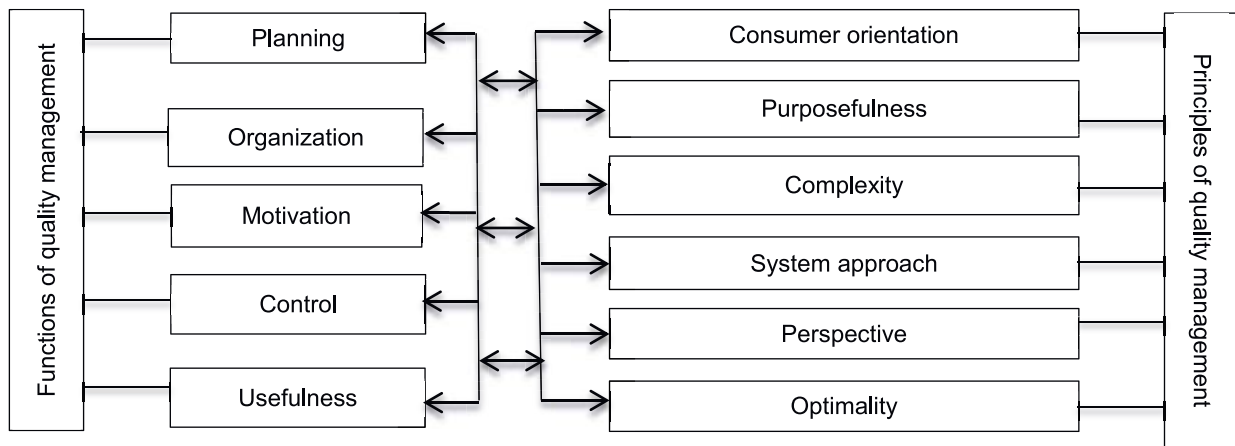 Functions of quality management
Planning
Organization
Motivation
Control
Usefulness
Consumer orientation
Purposefulness
Complexity
System approach
Perspective
Optimality
Principles of quality management